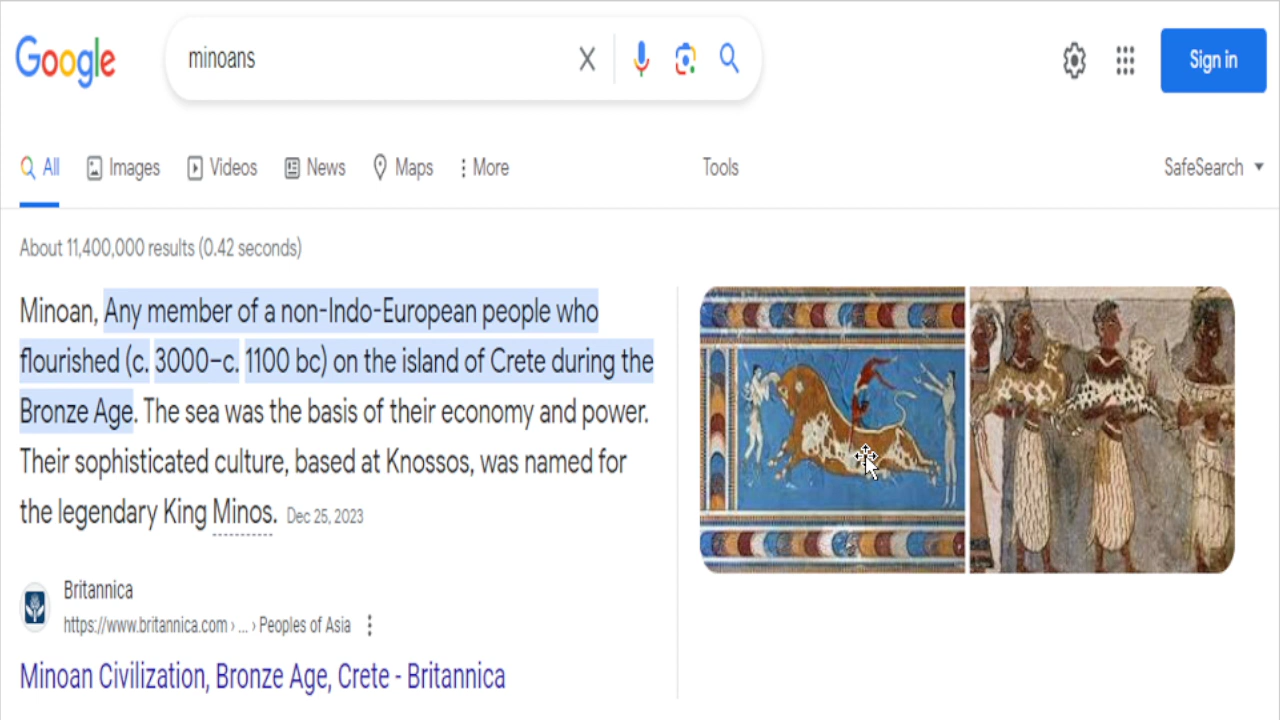 Google
minoans
Sign in
All Images Videos News Maps More Tools SafeSearch
About 11,400,000 results (0.42 seconds)
Minoan, Any member of a non-Indo-European people who
flourished (c. 3000–c. 1100 bc) on the island of Crete during the
Bronze Age. The sea was the basis of their economy and power.
Their sophisticated culture, based at Knossos, was named for
the legendary King Minos. Dec 25, 2023
Britannica
https://www.britannica.com › ... › Peoples of Asia
Minoan Civilization, Bronze Age, Crete - Britannica